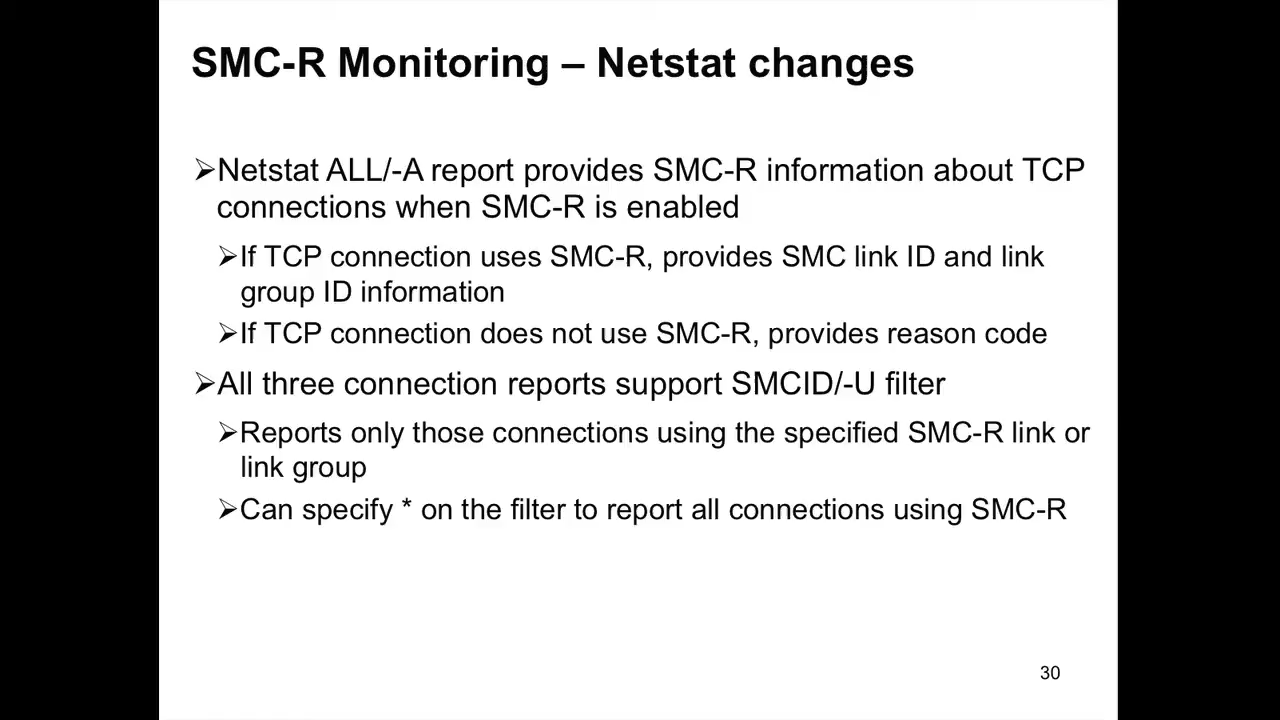 SMC-R Monitoring – Netstat changes
➢Netstat ALL/-A report provides SMC-R information about TCP
connections when SMC-R is enabled
➢If TCP connection uses SMC-R, provides SMC link ID and link
group ID information
➢If TCP connection does not use SMC-R, provides reason code
➢All three connection reports support SMCID/-U filter
➢Reports only those connections using the specified SMC-R link or
link group
➢Can specify * on the filter to report all connections using SMC-R
30